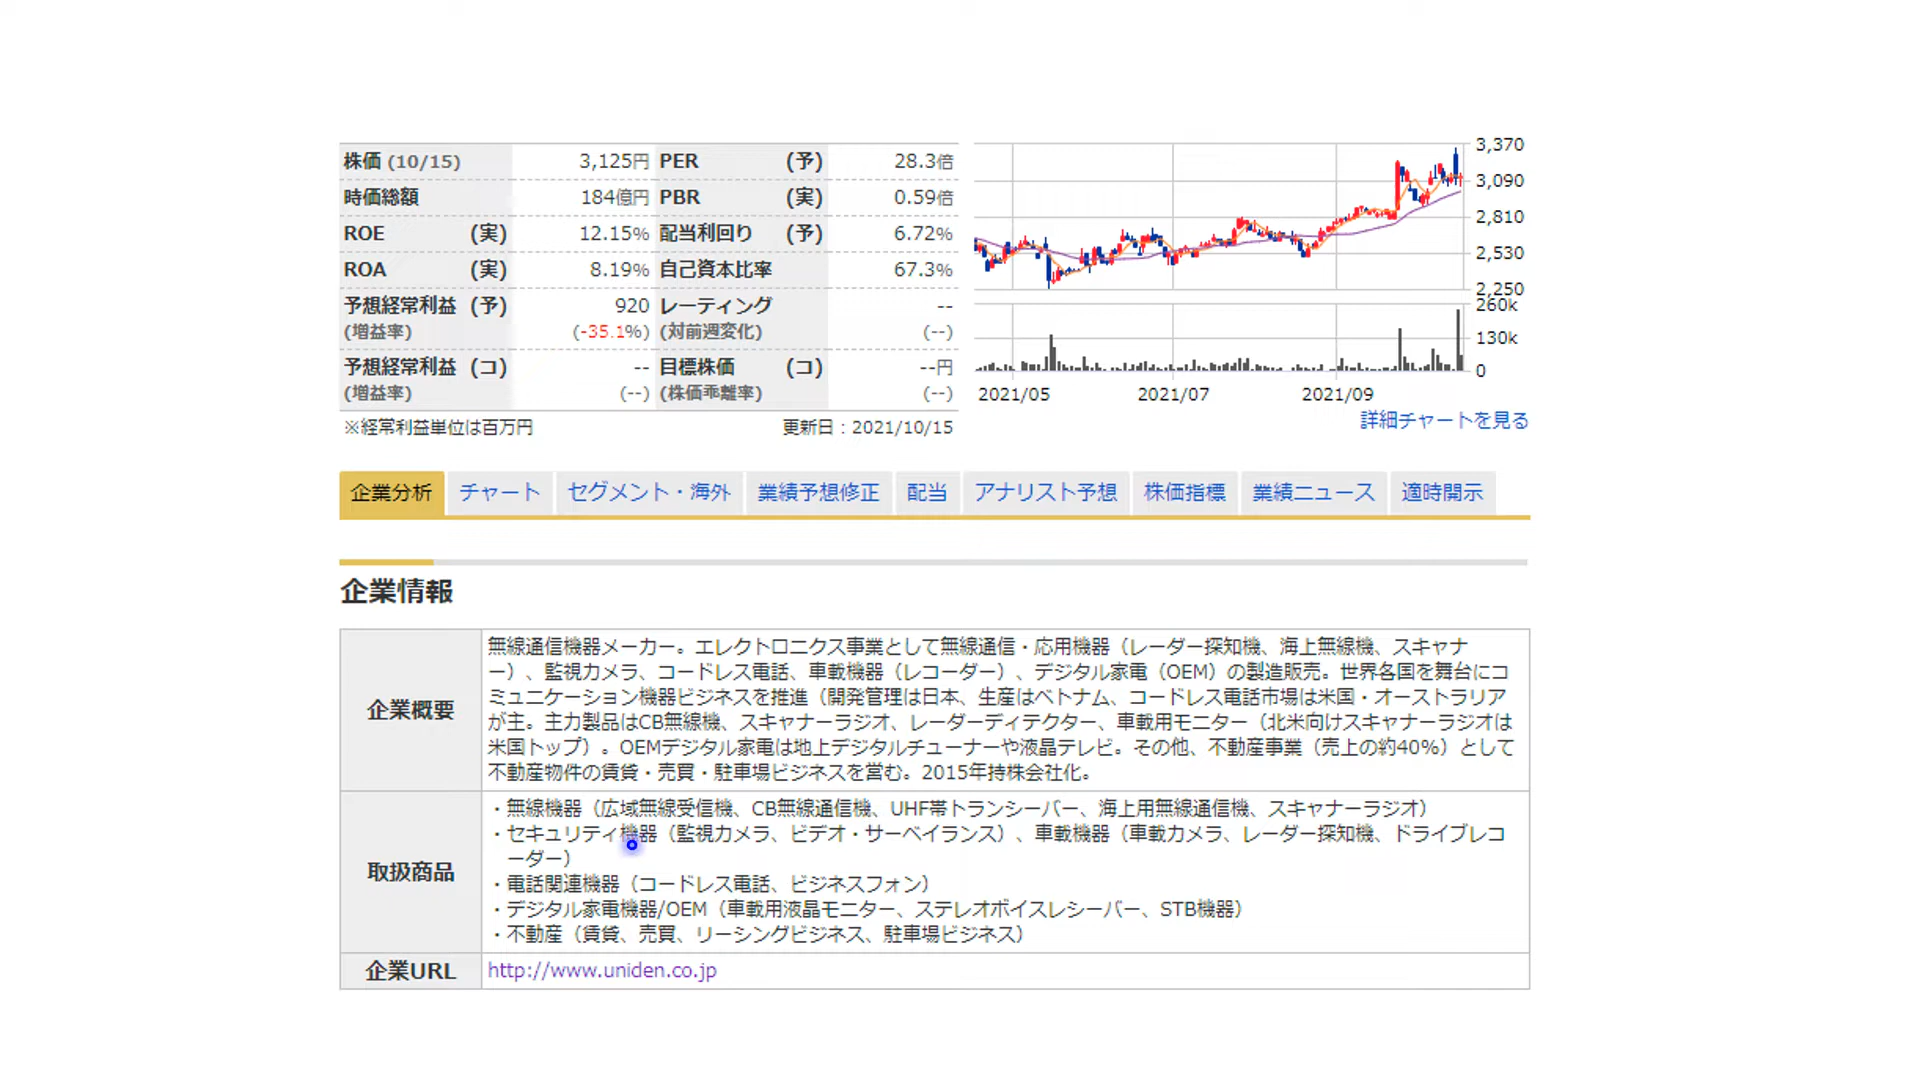 株価 (10/15) 3,125円 PER (予) 28.3倍
時価総額 184億円 PBR (実) 0.59倍
ROE (実) 12.15% 配当利回り (予) 6.72%
ROA (実) 8.19% 自己資本比率 67.3%
予想経常利益 (予) 920 レーティング --
(増益率) (-35.1%) (対前週変化) (--)
予想経常利益 (コ) -- 目標株価 (コ) --円
(増益率) (--) (株価乖離率) (--)
※経常利益単位は百万円 更新日：2021/10/15
3,370
3,090
2,810
2,530
2,250
260k
130k
0
2021/05 2021/07 2021/09
詳細チャートを見る
企業分析 チャート セグメント・海外 業績予想修正 配当 アナリスト予想 株価指標 業績ニュース 適時開示
企業情報
企業概要
無線通信機器メーカー。エレクトロニクス事業として無線通信・応用機器（レーダー探知機、海上無線機、スキャナ
ー）、監視カメラ、コードレス電話、車載機器（レコーダー）、デジタル家電（OEM）の製造販売。世界各国を舞台にコ
ミュニケーション機器ビジネスを推進（開発管理は日本、生産はベトナム、コードレス電話市場は米国・オーストラリア
が主。主力製品はCB無線機、スキャナーラジオ、レーダーディテクター、車載用モニター（北米向けスキャナーラジオは
米国トップ）。OEMデジタル家電は地上デジタルチューナーや液晶テレビ。その他、不動産事業（売上の約40%）として
不動産物件の賃貸・売買・駐車場ビジネスを営む。2015年持株会社化。
取扱商品
・無線機器（広域無線受信機、CB無線通信機、UHF帯トランシーバー、海上用無線通信機、スキャナーラジオ）
・セキュリティ機器（監視カメラ、ビデオ・サーベイランス）、車載機器（車載カメラ、レーダー探知機、ドライブレコ
ーダー）
・電話関連機器（コードレス電話、ビジネスフォン）
・デジタル家電機器/OEM（車載用液晶モニター、ステレオボイスレシーバー、STB機器）
・不動産（賃貸、売買、リーシングビジネス、駐車場ビジネス）
企業URL http://www.uniden.co.jp